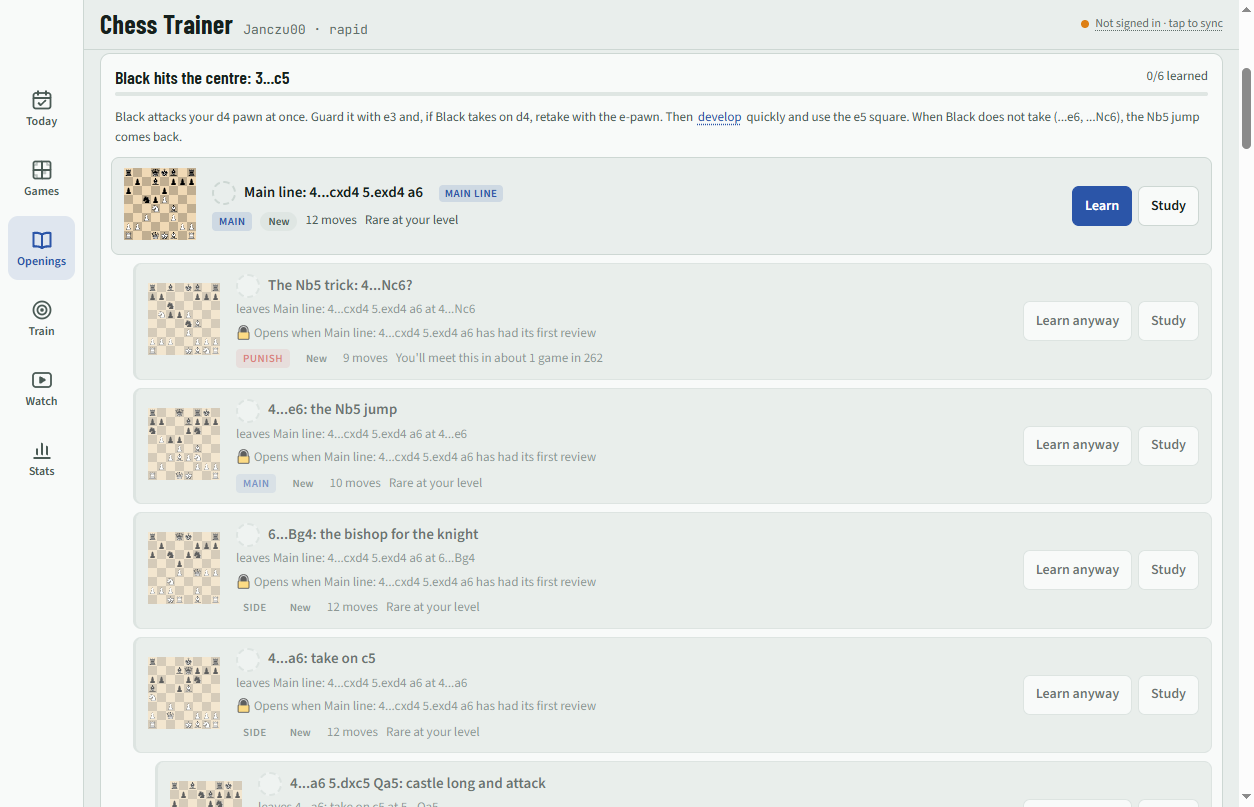 Chess Trainer Janczu00 · rapid
Not signed in · tap to sync
Today
Games
Openings
Train
Watch
Stats
Black hits the centre: 3...c5
0/6 learned
Black attacks your d4 pawn at once. Guard it with e3 and, if Black takes on d4, retake with the e-pawn. Then develop quickly and use the e5 square. When Black does not take (...e6, ...Nc6), the Nb5 jump
comes back.
Main line: 4...cxd4 5.exd4 a6 MAIN LINE
MAIN New 12 moves Rare at your level
Learn Study
The Nb5 trick: 4...Nc6?
leaves Main line: 4...cxd4 5.exd4 a6 at 4...Nc6
Opens when Main line: 4...cxd4 5.exd4 a6 has had its first review
PUNISH New 9 moves You'll meet this in about 1 game in 262
Learn anyway Study
4...e6: the Nb5 jump
leaves Main line: 4...cxd4 5.exd4 a6 at 4...e6
Opens when Main line: 4...cxd4 5.exd4 a6 has had its first review
MAIN New 10 moves Rare at your level
Learn anyway Study
6...Bg4: the bishop for the knight
leaves Main line: 4...cxd4 5.exd4 a6 at 6...Bg4
Opens when Main line: 4...cxd4 5.exd4 a6 has had its first review
SIDE New 12 moves Rare at your level
Learn anyway Study
4...a6: take on c5
leaves Main line: 4...cxd4 5.exd4 a6 at 4...a6
Opens when Main line: 4...cxd4 5.exd4 a6 has had its first review
SIDE New 12 moves Rare at your level
Learn anyway Study
4...a6 5.dxc5 Qa5: castle long and attack
leaves 4...a6: take on c5 at 5...Qa5